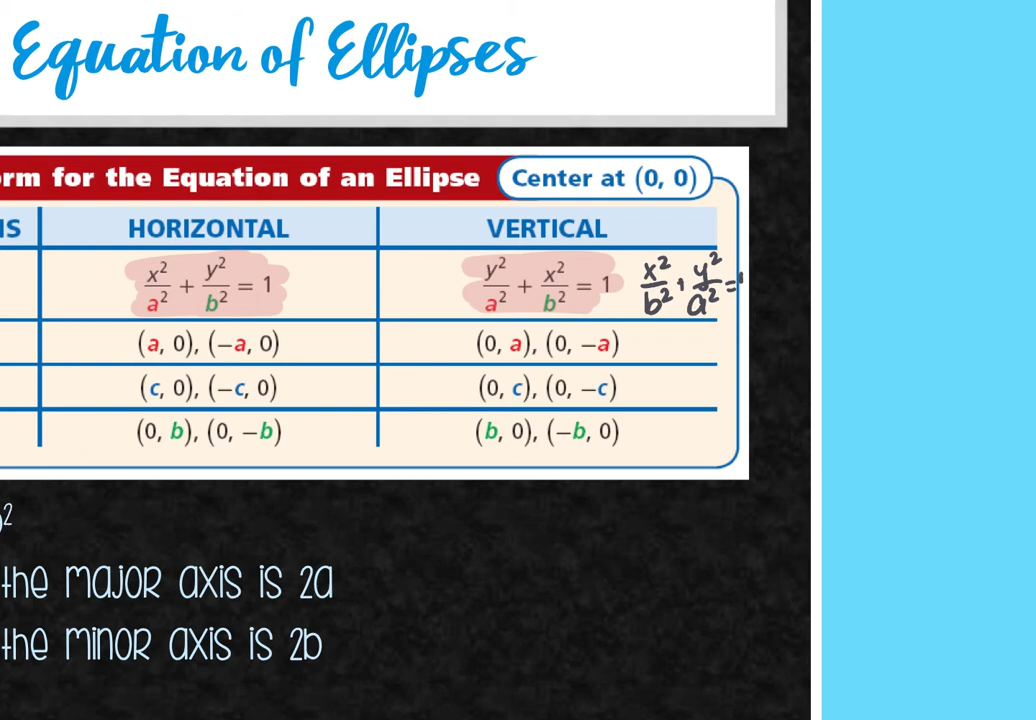 Equation of Ellipses
orm for the Equation of an Ellipse Center at (0, 0)
IS HORIZONTAL VERTICAL
x²/a² + y²/b² = 1 y²/a² + x²/b² = 1 x²/b² + y²/a² = 1
(a, 0), (−a, 0) (0, a), (0, −a)
(c, 0), (−c, 0) (0, c), (0, −c)
(0, b), (0, −b) (b, 0), (−b, 0)
2
the major axis is 2a
the minor axis is 2b